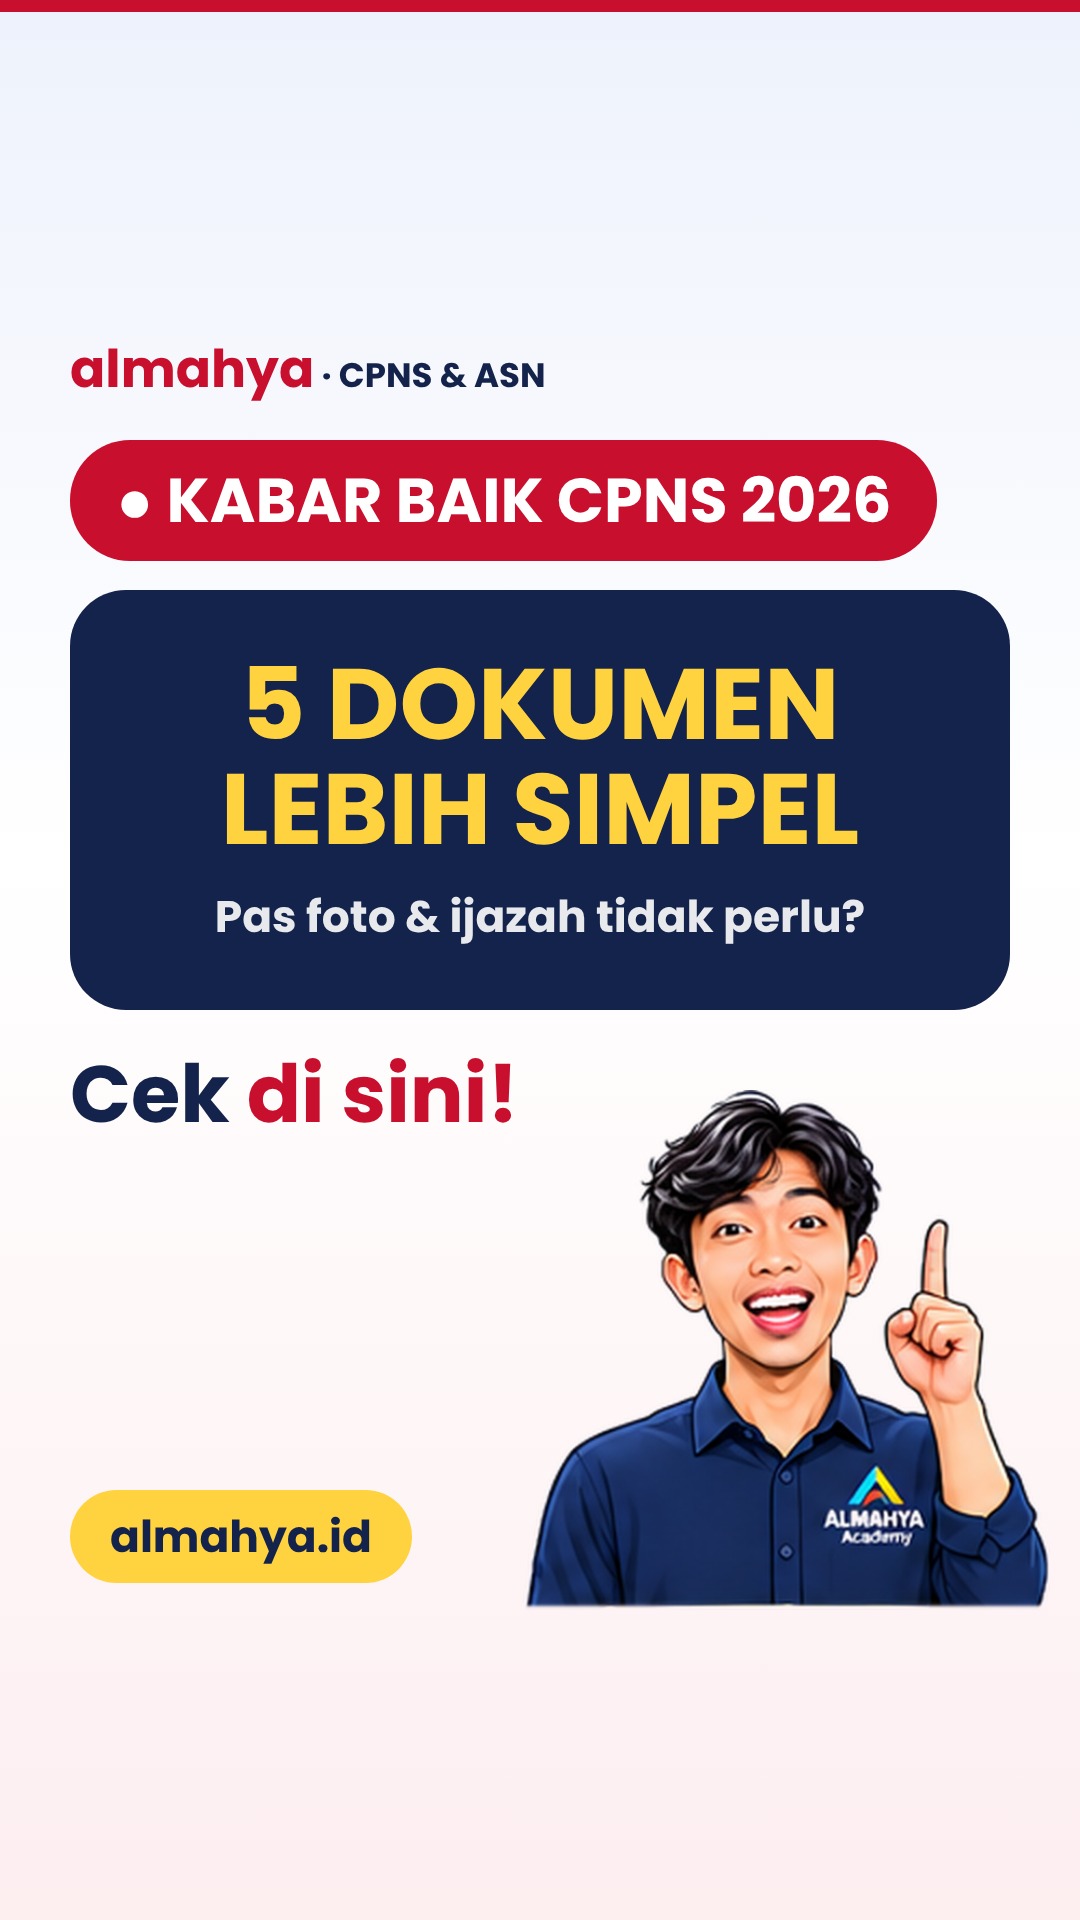 almahya · CPNS & ASN
● KABAR BAIK CPNS 2026
5 DOKUMEN
LEBIH SIMPEL
Pas foto & ijazah tidak perlu?
Cek di sini!
ALMAHYA
Academy
almahya.id